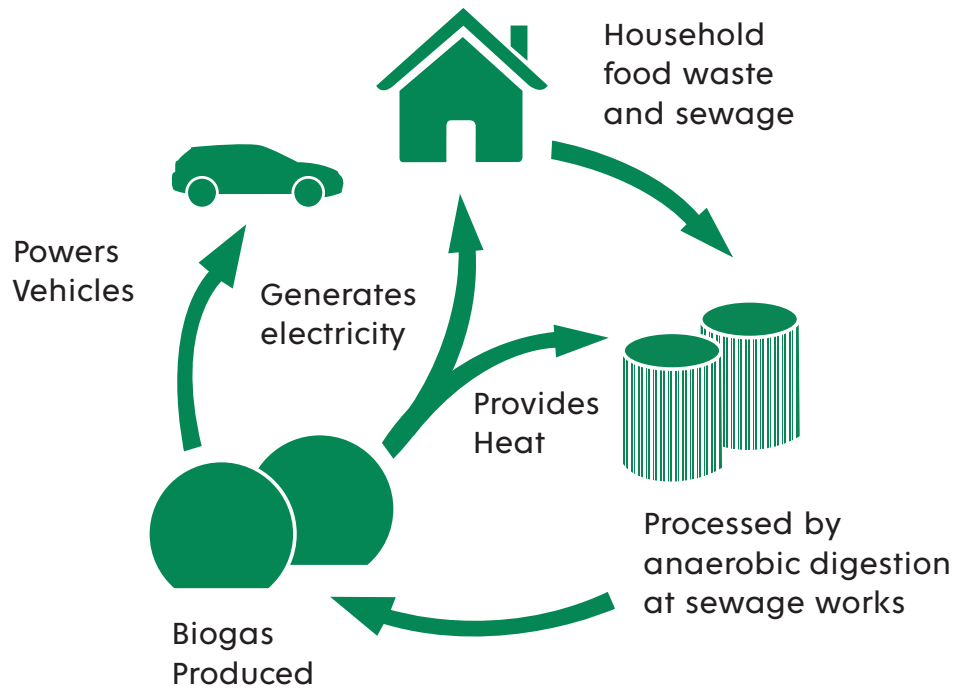 Household
food waste
and sewage
Powers
Vehicles
Generates
electricity
Provides
Heat
Processed by
anaerobic digestion
at sewage works
Biogas
Produced